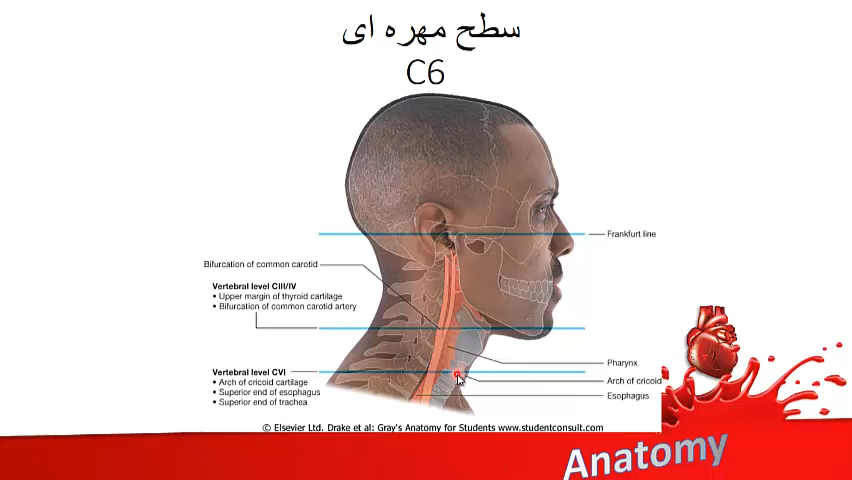 سطح مهره ای
C6
Frankfurt line
Bifurcation of common carotid
Vertebral level CIII/IV
• Upper margin of thyroid cartilage
• Bifurcation of common carotid artery
Pharynx
Vertebral level CVI
• Arch of cricoid cartilage
• Superior end of esophagus
• Superior end of trachea
Arch of cricoid
Esophagus
© Elsevier Ltd. Drake et al: Gray's Anatomy for Students www.studentconsult.com
Anatomy